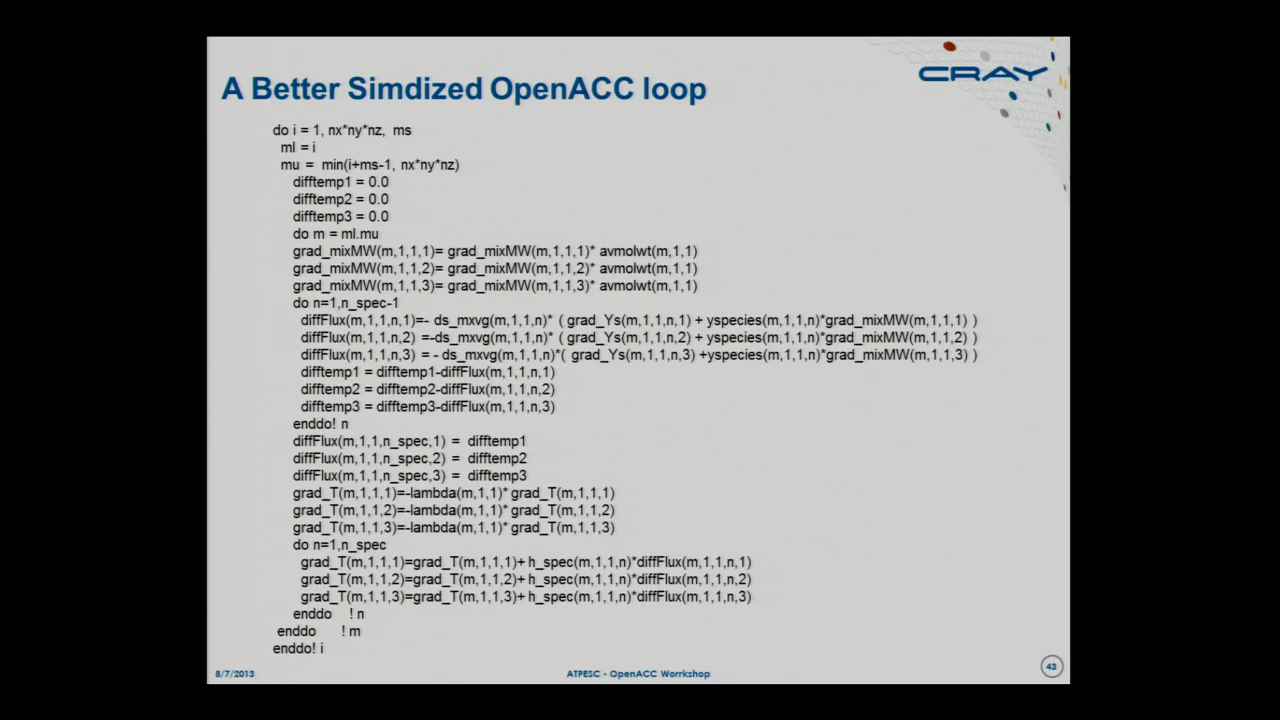 CRAY
A Better Simdized OpenACC loop
do i = 1, nx*ny*nz, ms
ml = i
mu = min(i+ms-1, nx*ny*nz)
difftemp1 = 0.0
difftemp2 = 0.0
difftemp3 = 0.0
do m = ml.mu
grad_mixMW(m,1,1,1)= grad_mixMW(m,1,1,1)* avmolwt(m,1,1)
grad_mixMW(m,1,1,2)= grad_mixMW(m,1,1,2)* avmolwt(m,1,1)
grad_mixMW(m,1,1,3)= grad_mixMW(m,1,1,3)* avmolwt(m,1,1)
do n=1,n_spec-1
diffFlux(m,1,1,n,1)=- ds_mxvg(m,1,1,n)* ( grad_Ys(m,1,1,n,1) + yspecies(m,1,1,n)*grad_mixMW(m,1,1,1) )
diffFlux(m,1,1,n,2) =-ds_mxvg(m,1,1,n)* ( grad_Ys(m,1,1,n,2) + yspecies(m,1,1,n)*grad_mixMW(m,1,1,2) )
diffFlux(m,1,1,n,3) = - ds_mxvg(m,1,1,n)*( grad_Ys(m,1,1,n,3) +yspecies(m,1,1,n)*grad_mixMW(m,1,1,3) )
difftemp1 = difftemp1-diffFlux(m,1,1,n,1)
difftemp2 = difftemp2-diffFlux(m,1,1,n,2)
difftemp3 = difftemp3-diffFlux(m,1,1,n,3)
enddo! n
diffFlux(m,1,1,n_spec,1) = difftemp1
diffFlux(m,1,1,n_spec,2) = difftemp2
diffFlux(m,1,1,n_spec,3) = difftemp3
grad_T(m,1,1,1)=-lambda(m,1,1)* grad_T(m,1,1,1)
grad_T(m,1,1,2)=-lambda(m,1,1)* grad_T(m,1,1,2)
grad_T(m,1,1,3)=-lambda(m,1,1)* grad_T(m,1,1,3)
do n=1,n_spec
grad_T(m,1,1,1)=grad_T(m,1,1,1)+ h_spec(m,1,1,n)*diffFlux(m,1,1,n,1)
grad_T(m,1,1,2)=grad_T(m,1,1,2)+ h_spec(m,1,1,n)*diffFlux(m,1,1,n,2)
grad_T(m,1,1,3)=grad_T(m,1,1,3)+ h_spec(m,1,1,n)*diffFlux(m,1,1,n,3)
enddo ! n
enddo ! m
enddo! i
8/7/2013 ATPESC - OpenACC Worrkshop 43